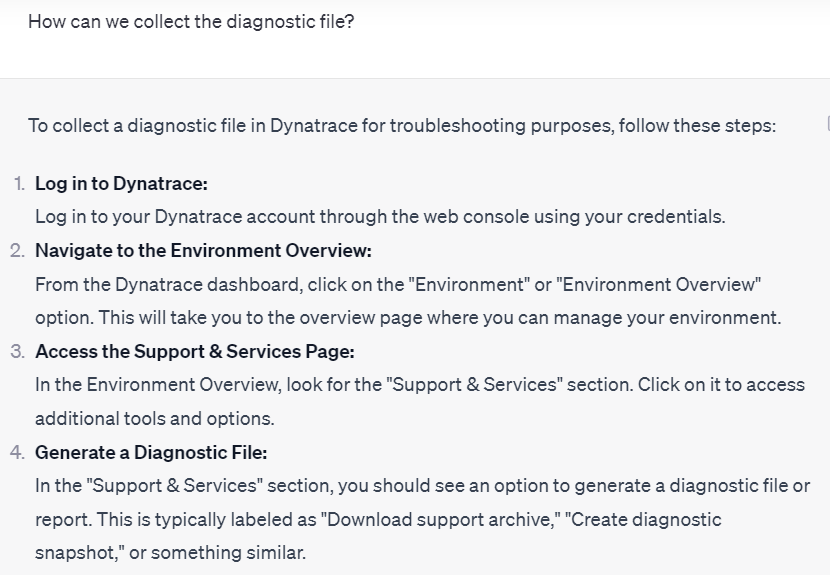 How can we collect the diagnostic file?
To collect a diagnostic file in Dynatrace for troubleshooting purposes, follow these steps:
1. Log in to Dynatrace:
Log in to your Dynatrace account through the web console using your credentials.
2. Navigate to the Environment Overview:
From the Dynatrace dashboard, click on the "Environment" or "Environment Overview"
option. This will take you to the overview page where you can manage your environment.
3. Access the Support & Services Page:
In the Environment Overview, look for the "Support & Services" section. Click on it to access
additional tools and options.
4. Generate a Diagnostic File:
In the "Support & Services" section, you should see an option to generate a diagnostic file or
report. This is typically labeled as "Download support archive," "Create diagnostic
snapshot," or something similar.